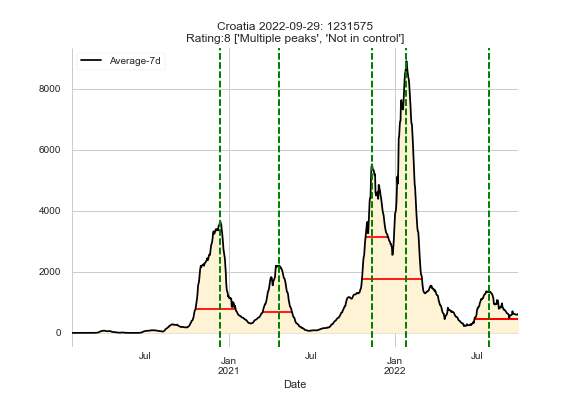 Croatia 2022-09-29: 1231575
Rating:8 ['Multiple peaks', 'Not in control']
Average-7d
8000
6000
4000
2000
0
Jul
Jan
2021
Jul
Jan
2022
Jul
Date